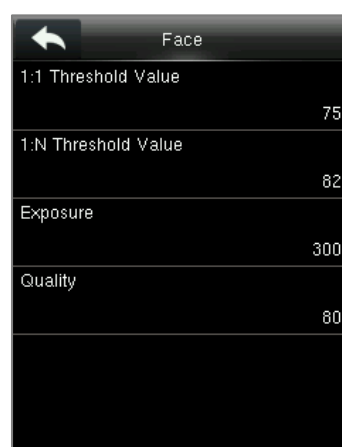 Face
1:1 Threshold Value
75
1:N Threshold Value
82
Exposure
300
Quality
80